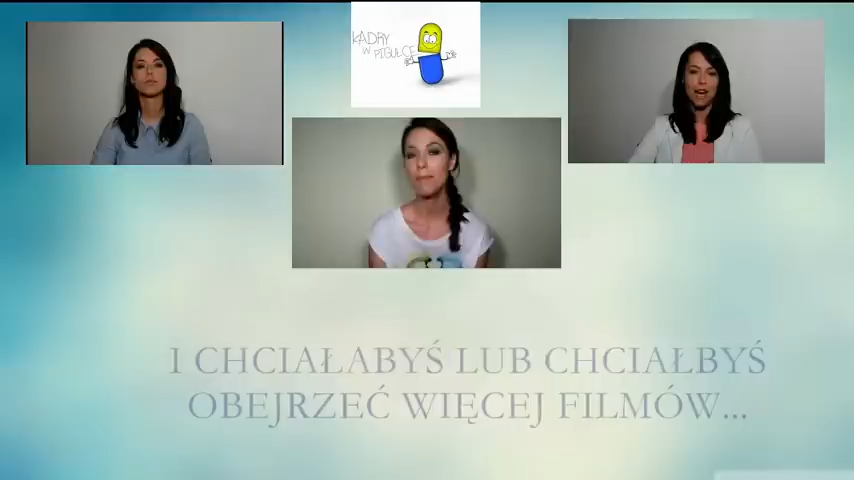 KADRY
W PIGUŁCE
I CHCIAŁABYŚ LUB CHCIAŁBYŚ
OBEJRZEĆ WIĘCEJ FILMÓW...